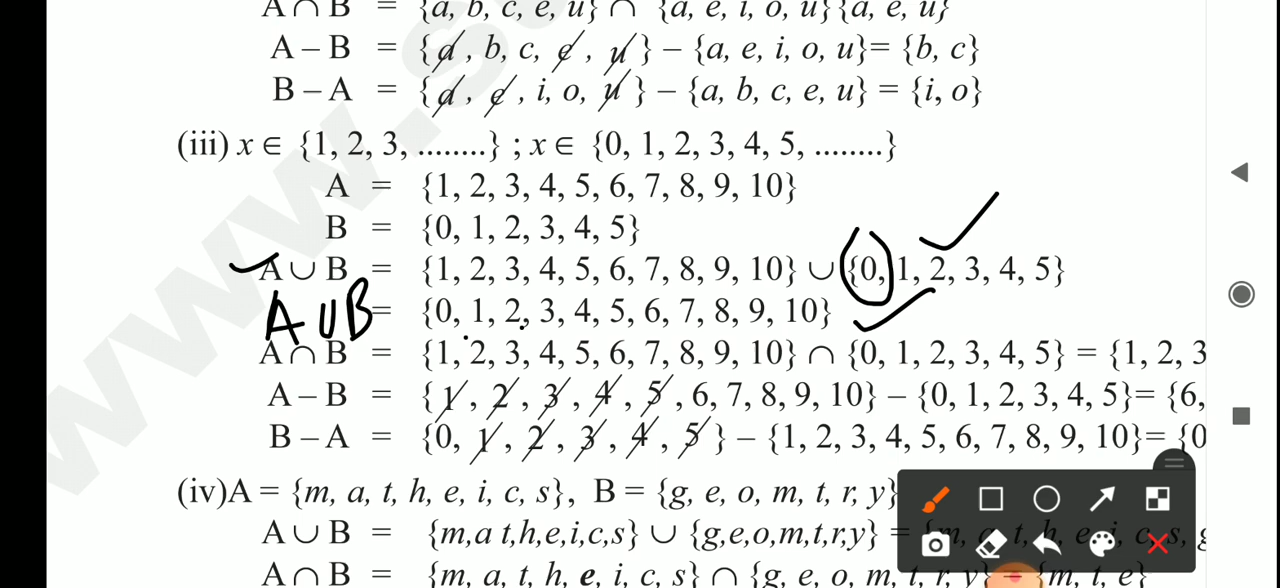 A ∩ B = {a, b, c, e, u} ∩ {a, e, i, o, u}{a, e, u}
A – B = {a, b, c, e, u} – {a, e, i, o, u}= {b, c}
B – A = {a, e, i, o, u} – {a, b, c, e, u} = {i, o}
(iii) x ∈ {1, 2, 3, ........} ; x ∈ {0, 1, 2, 3, 4, 5, ........}
A = {1, 2, 3, 4, 5, 6, 7, 8, 9, 10}
B = {0, 1, 2, 3, 4, 5}
A ∪ B = {1, 2, 3, 4, 5, 6, 7, 8, 9, 10} ∪ {0, 1, 2, 3, 4, 5}
A ∪ B = {0, 1, 2, 3, 4, 5, 6, 7, 8, 9, 10}
A ∩ B = {1, 2, 3, 4, 5, 6, 7, 8, 9, 10} ∩ {0, 1, 2, 3, 4, 5} = {1, 2, 3
A – B = {1, 2, 3, 4, 5, 6, 7, 8, 9, 10} – {0, 1, 2, 3, 4, 5}= {6,
B – A = {0, 1, 2, 3, 4, 5} – {1, 2, 3, 4, 5, 6, 7, 8, 9, 10}= {0
(iv)A = {m, a, t, h, e, i, c, s}, B = {g, e, o, m, t, r, y}
A ∪ B = {m,a t,h,e,i,c,s} ∪ {g,e,o,m,t,r,y} = {m, a, t, h, e, i, c, s, g
A ∩ B = {m, a, t, h, e, i, c, s} ∩ {g, e, o, m, t, r, y} = {m, t, e}